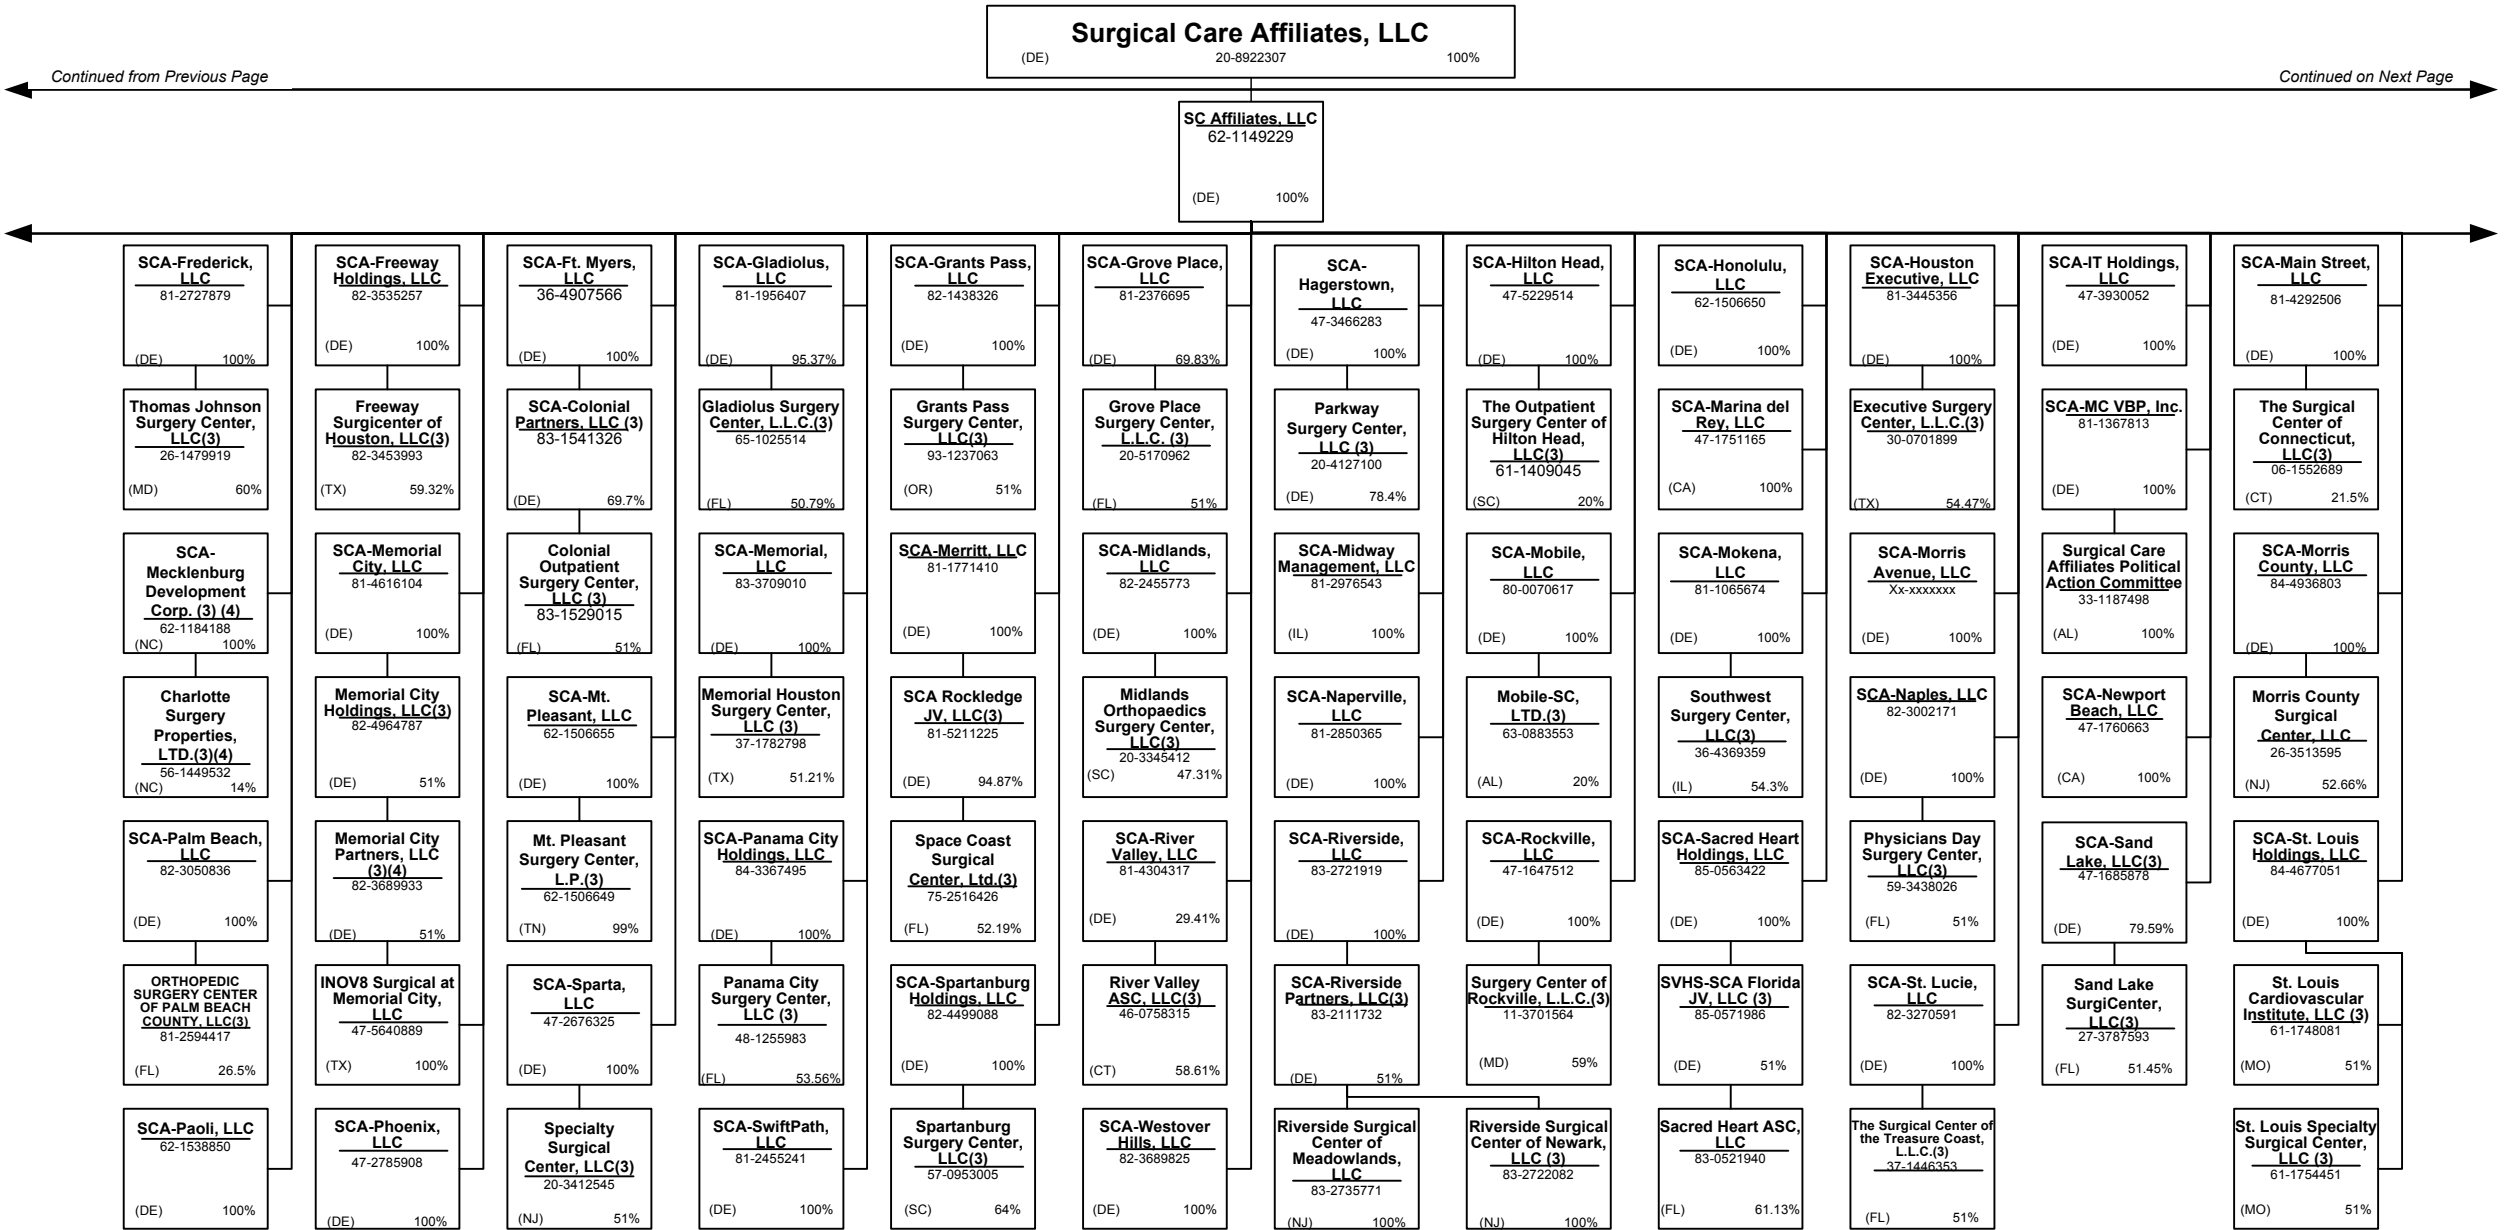 Surgical Care Affiliates, LLC
(DE) 20-8922307 100%
Continued from Previous Page
Continued on Next Page
SC Affiliates, LLC
62-1149229
(DE) 100%
SCA-Frederick,
LLC
81-2727879
(DE) 100%
SCA-Freeway
Holdings, LLC
82-3535257
(DE) 100%
SCA-Ft. Myers,
LLC
36-4907566
(DE) 100%
SCA-Gladiolus,
LLC
81-1956407
(DE) 95.37%
SCA-Grants Pass,
LLC
82-1438326
(DE) 100%
SCA-Grove Place,
LLC
81-2376695
(DE) 69.83%
SCA-
Hagerstown,
LLC
47-3466283
(DE) 100%
SCA-Hilton Head,
LLC
47-5229514
(DE) 100%
SCA-Honolulu,
LLC
62-1506650
(DE) 100%
SCA-Houston
Executive, LLC
81-3445356
(DE) 100%
SCA-IT Holdings,
LLC
47-3930052
(DE) 100%
SCA-Main Street,
LLC
81-4292506
(DE) 100%
Thomas Johnson
Surgery Center,
LLC(3)
26-1479919
(MD) 60%
Freeway
Surgicenter of
Houston, LLC(3)
82-3453993
(TX) 59.32%
SCA-Colonial
Partners, LLC (3)
83-1541326
(DE) 69.7%
Gladiolus Surgery
Center, L.L.C.(3)
65-1025514
(FL) 50.79%
Grants Pass
Surgery Center,
LLC(3)
93-1237063
(OR) 51%
Grove Place
Surgery Center,
L.L.C. (3)
20-5170962
(FL) 51%
Parkway
Surgery Center,
LLC (3)
20-4127100
(DE) 78.4%
The Outpatient
Surgery Center of
Hilton Head,
LLC(3)
61-1409045
(SC) 20%
SCA-Marina del
Rey, LLC
47-1751165
(CA) 100%
Executive Surgery
Center, L.L.C.(3)
30-0701899
(TX) 54.47%
SCA-MC VBP, Inc.
81-1367813
(DE) 100%
The Surgical
Center of
Connecticut,
LLC(3)
06-1552689
(CT) 21.5%
SCA-
Mecklenburg
Development
Corp. (3) (4)
62-1184188
(NC) 100%
SCA-Memorial
City, LLC
81-4616104
(DE) 100%
Colonial
Outpatient
Surgery Center,
LLC (3)
83-1529015
(FL) 51%
SCA-Memorial,
LLC
83-3709010
(DE) 100%
SCA-Merritt, LLC
81-1771410
(DE) 100%
SCA-Midlands,
LLC
82-2455773
(DE) 100%
SCA-Midway
Management, LLC
81-2976543
(IL) 100%
SCA-Mobile,
LLC
80-0070617
(DE) 100%
SCA-Mokena,
LLC
81-1065674
(DE) 100%
SCA-Morris
Avenue, LLC
Xx-xxxxxxx
(DE) 100%
Surgical Care
Affiliates Political
Action Committee
33-1187498
(AL) 100%
SCA-Morris
County, LLC
84-4936803
(DE) 100%
Charlotte
Surgery
Properties,
LTD.(3)(4)
56-1449532
(NC) 14%
Memorial City
Holdings, LLC(3)
82-4964787
(DE) 51%
SCA-Mt.
Pleasant, LLC
62-1506655
(DE) 100%
Memorial Houston
Surgery Center,
LLC (3)
37-1782798
(TX) 51.21%
SCA Rockledge
JV, LLC(3)
81-5211225
(DE) 94.87%
Midlands
Orthopaedics
Surgery Center,
LLC(3)
20-3345412
(SC) 47.31%
SCA-Naperville,
LLC
81-2850365
(DE) 100%
Mobile-SC,
LTD.(3)
63-0883553
(AL) 20%
Southwest
Surgery Center,
LLC(3)
36-4369359
(IL) 54.3%
SCA-Naples, LLC
82-3002171
(DE) 100%
SCA-Newport
Beach, LLC
47-1760663
(CA) 100%
Morris County
Surgical
Center, LLC
26-3513595
(NJ) 52.66%
SCA-Palm Beach,
LLC
82-3050836
(DE) 100%
Memorial City
Partners, LLC
(3)(4)
82-3689933
(DE) 51%
Mt. Pleasant
Surgery Center,
L.P.(3)
62-1506649
(TN) 99%
SCA-Panama City
Holdings, LLC
84-3367495
(DE) 100%
Space Coast
Surgical
Center, Ltd.(3)
75-2516426
(FL) 52.19%
SCA-River
Valley, LLC
81-4304317
(DE) 29.41%
SCA-Riverside,
LLC
83-2721919
(DE) 100%
SCA-Rockville,
LLC
47-1647512
(DE) 100%
SCA-Sacred Heart
Holdings, LLC
85-0563422
(DE) 100%
Physicians Day
Surgery Center,
LLC(3)
59-3438026
(FL) 51%
SCA-Sand
Lake, LLC(3)
47-1685878
(DE) 79.59%
SCA-St. Louis
Holdings, LLC
84-4677051
(DE) 100%
ORTHOPEDIC
SURGERY CENTER
OF PALM BEACH
COUNTY, LLC(3)
81-2594417
(FL) 26.5%
INOV8 Surgical at
Memorial City,
LLC
47-5640889
(TX) 100%
SCA-Sparta,
LLC
47-2676325
(DE) 100%
Panama City
Surgery Center,
LLC (3)
48-1255983
(FL) 53.56%
SCA-Spartanburg
Holdings, LLC
82-4499088
(DE) 100%
River Valley
ASC, LLC(3)
46-0758315
(CT) 58.61%
SCA-Riverside
Partners, LLC(3)
83-2111732
(DE) 51%
Surgery Center of
Rockville, L.L.C.(3)
11-3701564
(MD) 59%
SVHS-SCA Florida
JV, LLC (3)
85-0571986
(DE) 51%
SCA-St. Lucie,
LLC
82-3270591
(DE) 100%
Sand Lake
SurgiCenter,
LLC(3)
27-3787593
(FL) 51.45%
St. Louis
Cardiovascular
Institute, LLC (3)
61-1748081
(MO) 51%
SCA-Paoli, LLC
62-1538850
(DE) 100%
SCA-Phoenix,
LLC
47-2785908
(DE) 100%
Specialty
Surgical
Center, LLC(3)
20-3412545
(NJ) 51%
SCA-SwiftPath,
LLC
81-2455241
(DE) 100%
Spartanburg
Surgery Center,
LLC(3)
57-0953005
(SC) 64%
SCA-Westover
Hills, LLC
82-3689825
(DE) 100%
Riverside Surgical
Center of
Meadowlands,
LLC
83-2735771
(NJ) 100%
Riverside Surgical
Center of Newark,
LLC (3)
83-2722082
(NJ) 100%
Sacred Heart ASC,
LLC
83-0521940
(FL) 61.13%
The Surgical Center of
the Treasure Coast,
L.L.C.(3)
37-1446353
(FL) 51%
St. Louis Specialty
Surgical Center,
LLC (3)
61-1754451
(MO) 51%